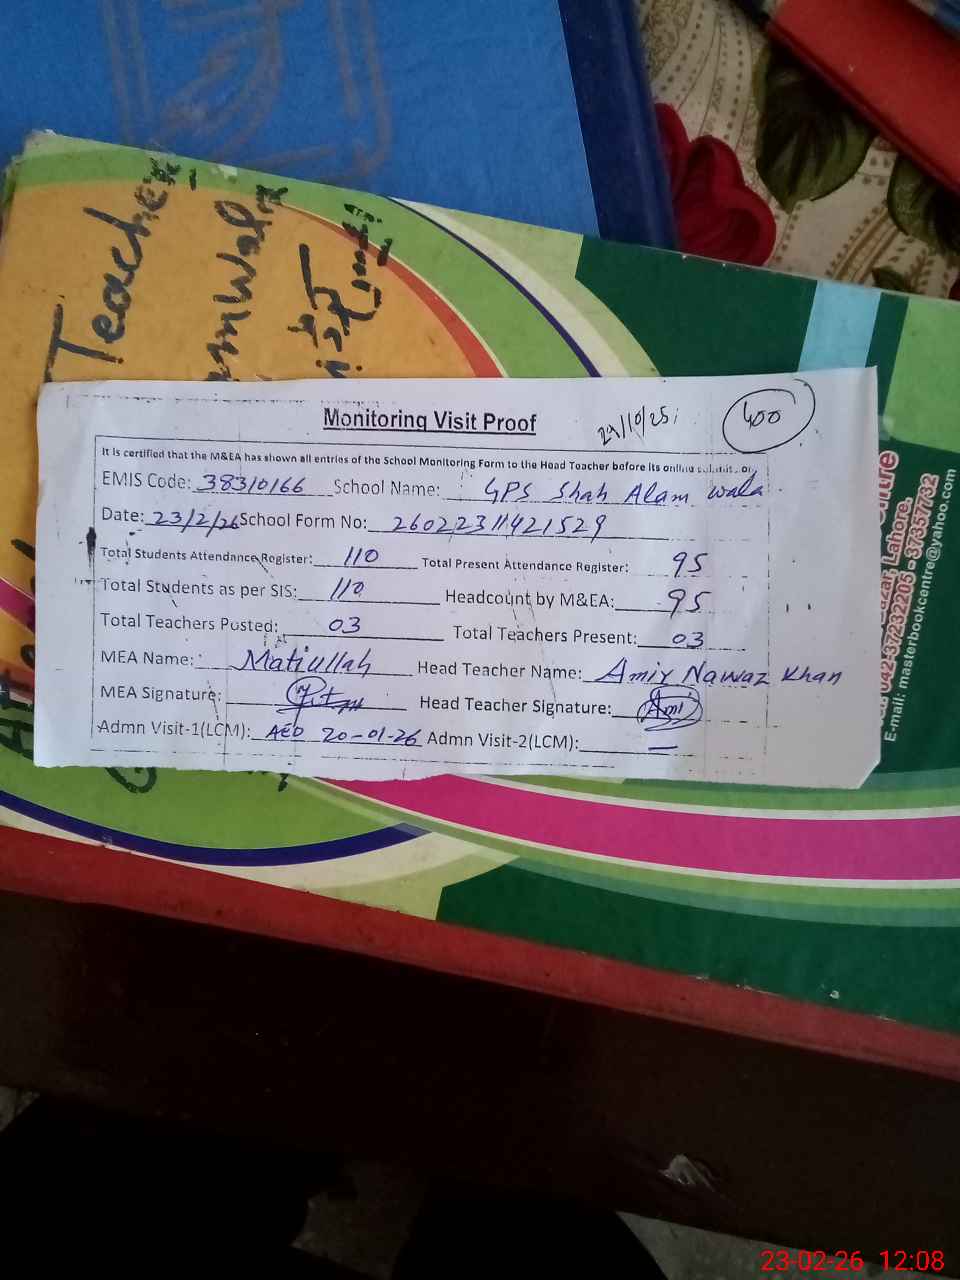 Teacher
Monitoring Visit Proof
29/10/25
400
It is certified that the M&EA has shown all entries of the School Monitoring Form to the Head Teacher before its online
EMIS Code: 38310166 School Name: GPS Shah Alam wala
Date: 23/2/26 School Form No: 26022311421529
Total Students Attendance Register: 110 Total Present Attendance Register: 95
Total Students as per SIS: 110 Headcount by M&EA: 95
Total Teachers Posted: 03 Total Teachers Present: 03
MEA Name: Matiullah Head Teacher Name: Amir Nawaz Khan
MEA Signature: Head Teacher Signature:
Admn Visit-1(LCM): AEO 20-01-26 Admn Visit-2(LCM): —
Lahore.
042-37232205 - 37357732
E-mail: masterbookcentre@yahoo.com
23-02-26 12:08